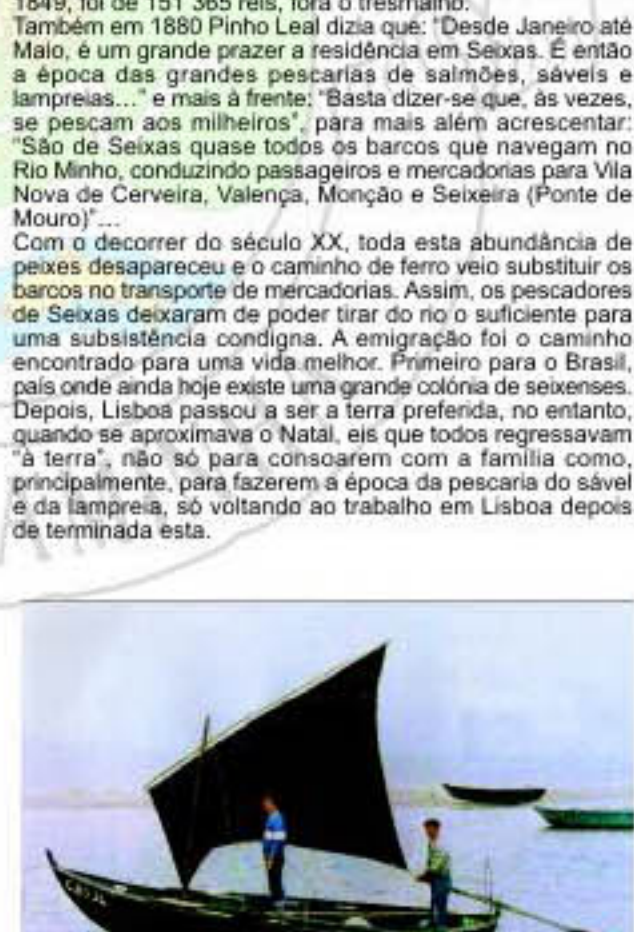 1849, foi de 151 365 réis, fora o tresmalho.
Também em 1880 Pinho Leal dizia que: "Desde Janeiro até
Maio, é um grande prazer a residência em Seixas. É então
a época das grandes pescarias de salmões, sáveis e
lampreias..." e mais à frente: "Basta dizer-se que, às vezes,
se pescam aos milheiros", para mais além acrescentar:
"São de Seixas quase todos os barcos que navegam no
Rio Minho, conduzindo passageiros e mercadorias para Vila
Nova de Cerveira, Valença, Monção e Seixeira (Ponte de
Mouro)"...
Com o decorrer do século XX, toda esta abundância de
peixes desapareceu e o caminho de ferro veio substituir os
barcos no transporte de mercadorias. Assim, os pescadores
de Seixas deixaram de poder tirar do rio o suficiente para
uma subsistência condigna. A emigração foi o caminho
encontrado para uma vida melhor. Primeiro para o Brasil,
país onde ainda hoje existe uma grande colónia de seixenses.
Depois, Lisboa passou a ser a terra preferida, no entanto,
quando se aproximava o Natal, eis que todos regressavam
"à terra", não só para consoarem com a família como,
principalmente, para fazerem a época da pescaria do sável
e da lampreia, só voltando ao trabalho em Lisboa depois
de terminada esta.